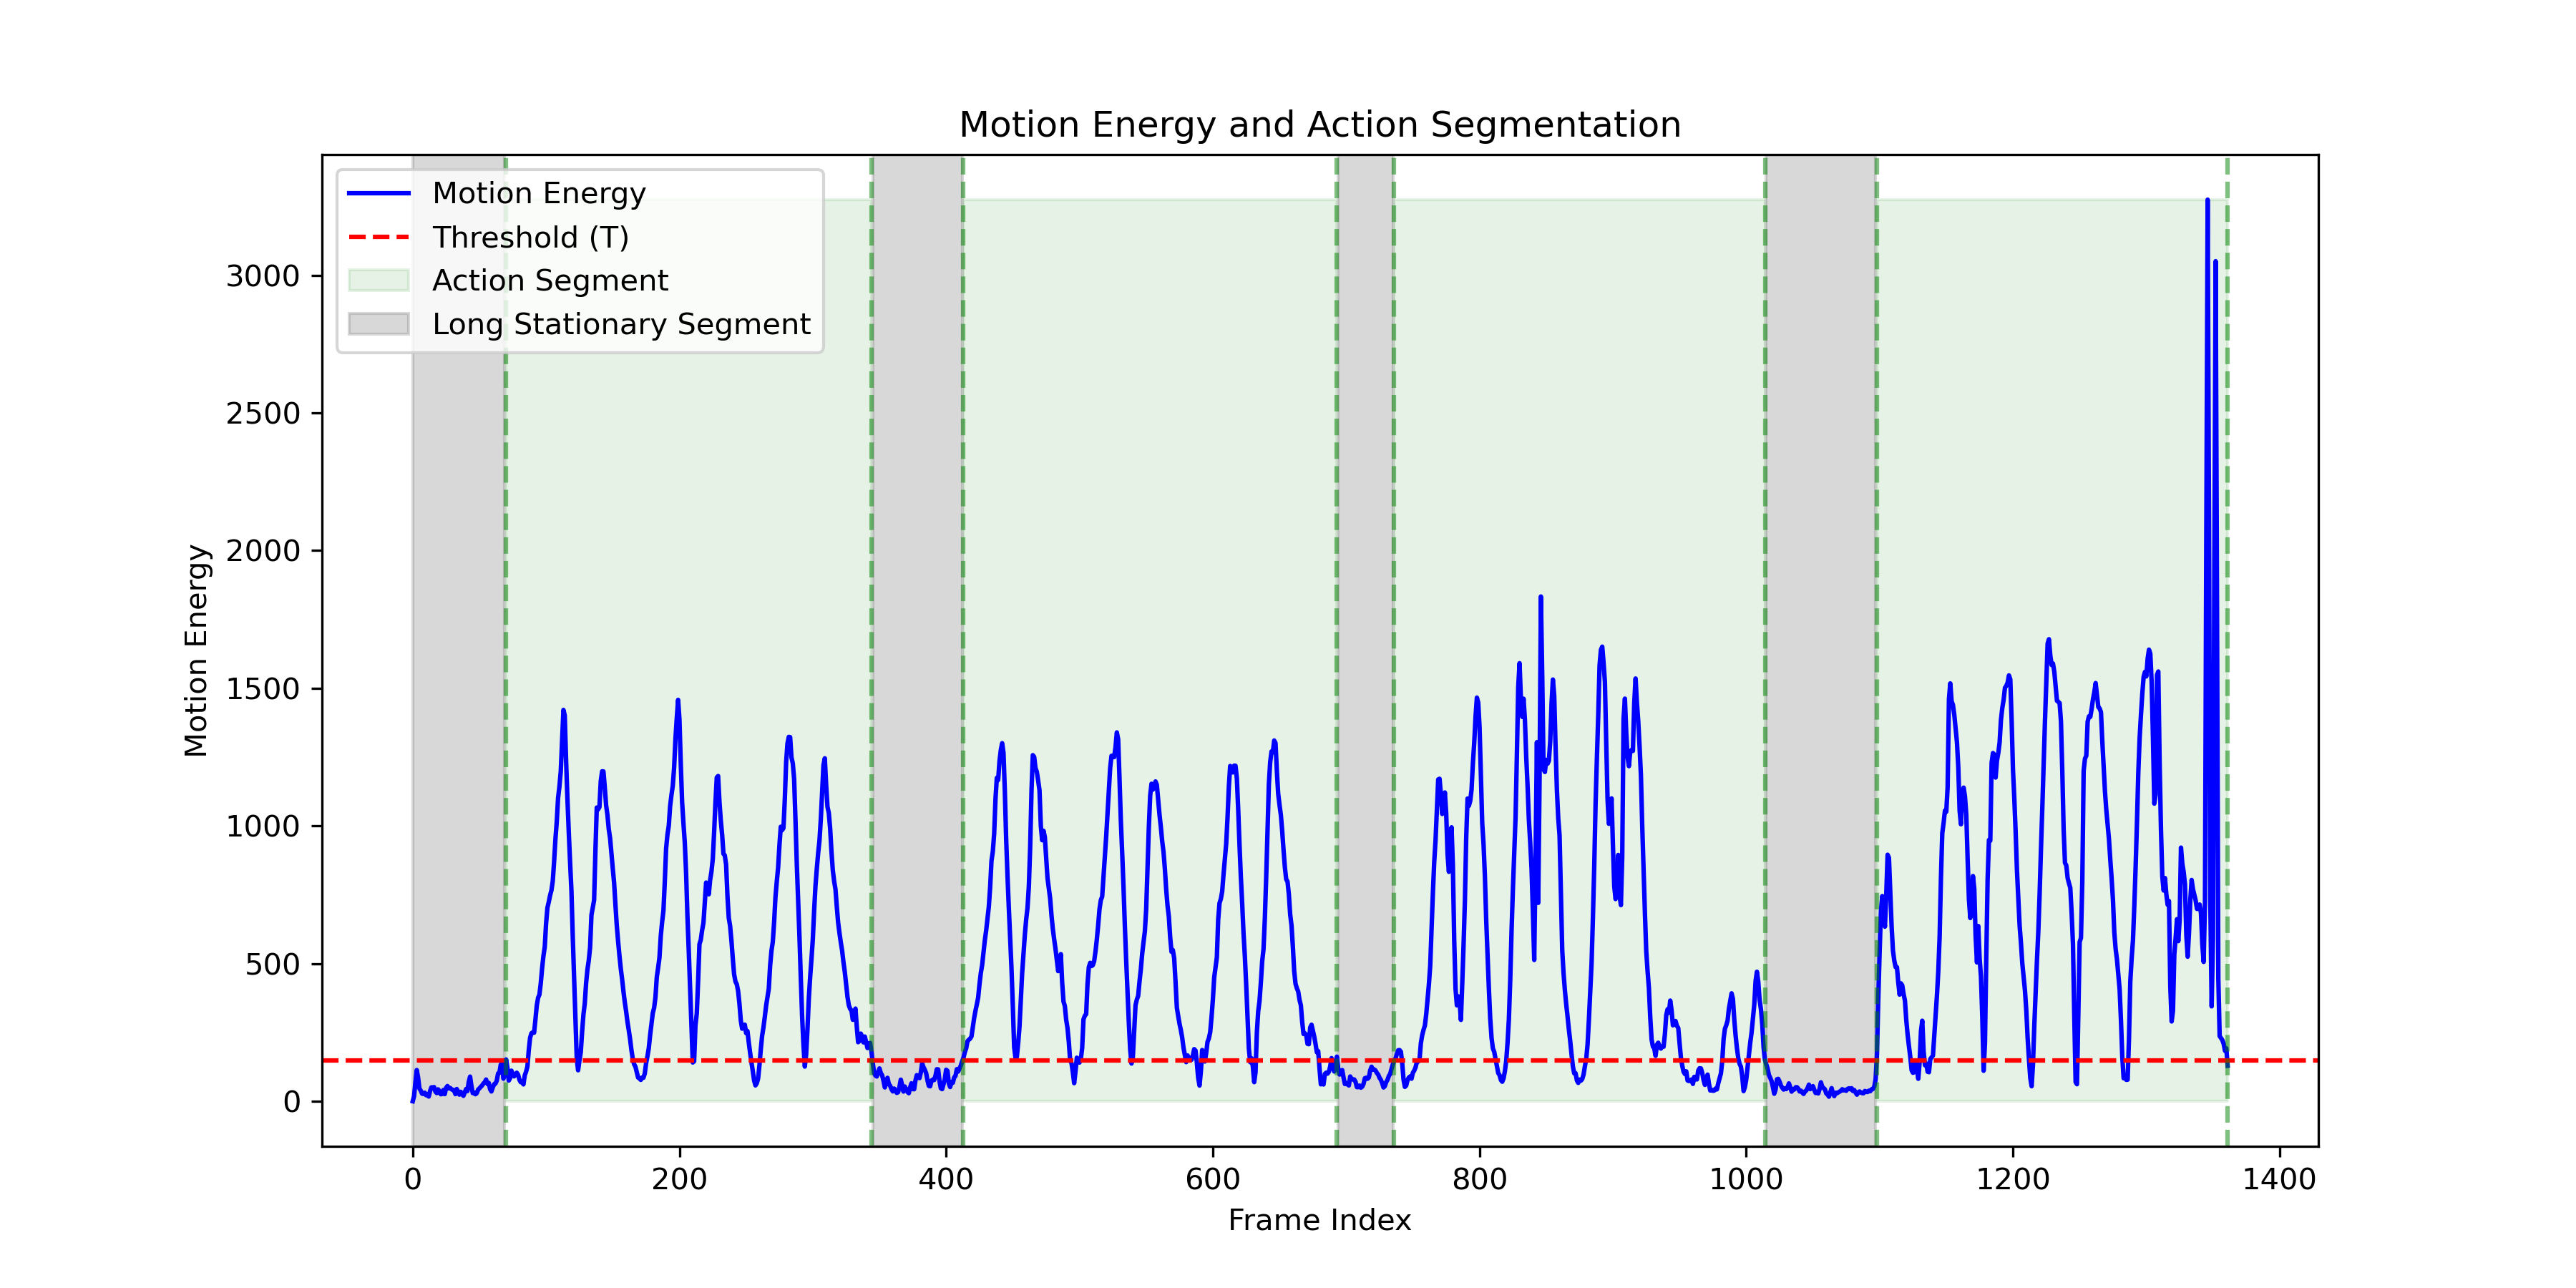 Motion Energy and Action Segmentation
Motion Energy
Threshold (T)
Action Segment
Long Stationary Segment
3000
2500
2000
1500
1000
500
0
Motion Energy
0 200 400 600 800 1000 1200 1400
Frame Index